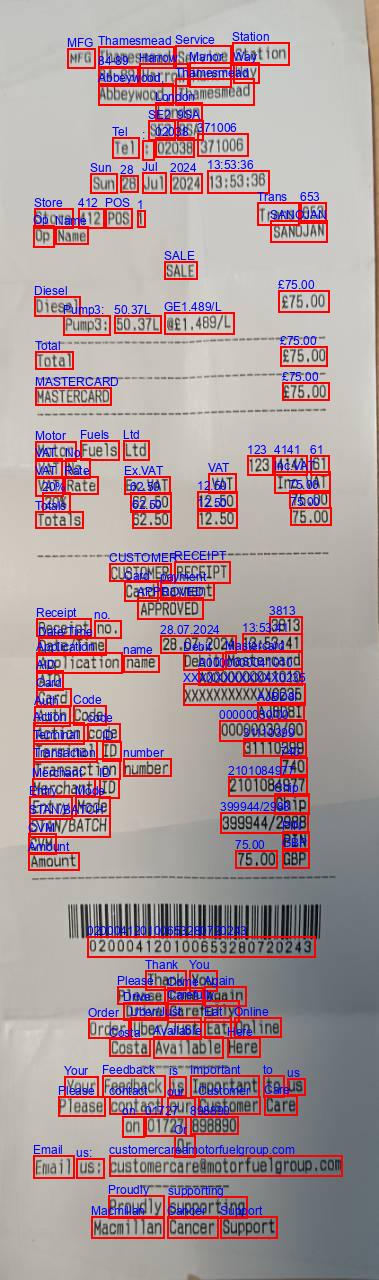 MFG Thamesmead Service Station
84-89 Harrow Manor Way
Abbeywood, Thamesmead
London
SE2 9SA
Tel : 02038 371006
Sun 28 Jul 2024 13:53:36
Store 412 POS 1 Trans 653
Op Name SANDJAN
SALE
Diesel £75.00
Pump3: 50.37L @£1.489/L
Total £75.00
MASTERCARD £75.00
Motor Fuels Ltd
VAT No. 123 4141 61
VAT Rate Ex.VAT VAT Inc.VAT
20% 62.50 12.50 75.00
Totals 62.50 12.50 75.00
CUSTOMER RECEIPT
Card payment
APPROVED
Receipt no. 3813
Date/Time 28.07.2024 13:53:41
Application name Debit Mastercard
AID
Card XXXXXXXXXXXX0235
Auth Code
Action code
Terminal ID 31110299
Transaction number 740
Merchant ID 2101084977
Entry Mode Chip
STAN/BATCH 399944/2988
CVM PIN
Amount 75.00 GBP
020004120100653280720243
Thank You
Please Come Again
Drive Carefully
Order Uber/Just Eat Online
Costa Available Here
Your Feedback is Important to us
Please contact our Customer Care
on 01727 898890
Or
Email us: customercare@motorfuelgroup.com
Proudly supporting
Macmillan Cancer Support